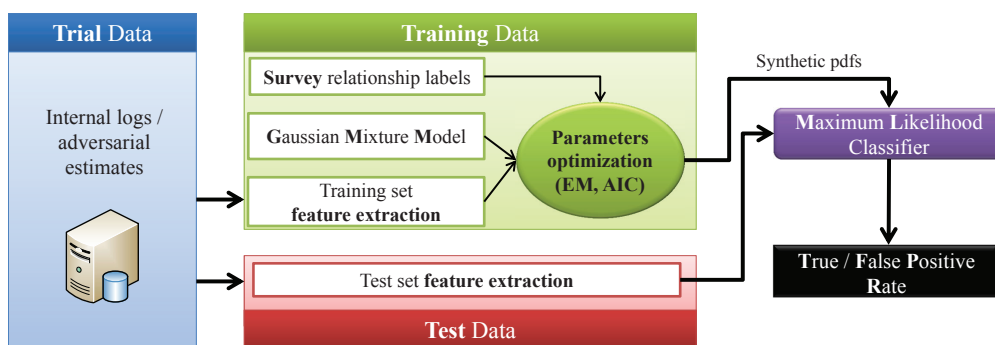 Trial Data
Internal logs /
adversarial
estimates
Training Data
Survey relationship labels
Gaussian Mixture Model
Training set
feature extraction
Parameters
optimization
(EM, AIC)
Synthetic pdfs
Maximum Likelihood
Classifier
True / False Positive
Rate
Test set feature extraction
Test Data